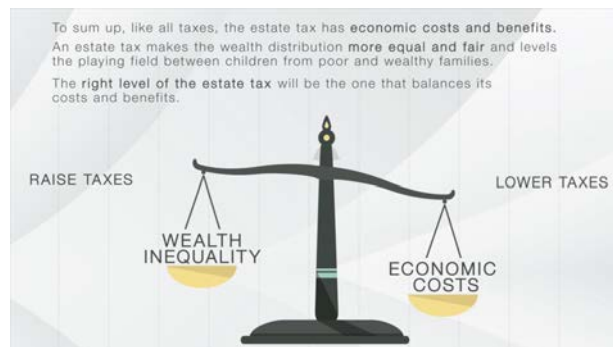 To sum up, like all taxes, the estate tax has economic costs and benefits.
An estate tax makes the wealth distribution more equal and fair and levels
the playing field between children from poor and wealthy families.
The right level of the estate tax will be the one that balances its
costs and benefits.
RAISE TAXES
LOWER TAXES
WEALTH
INEQUALITY
ECONOMIC
COSTS